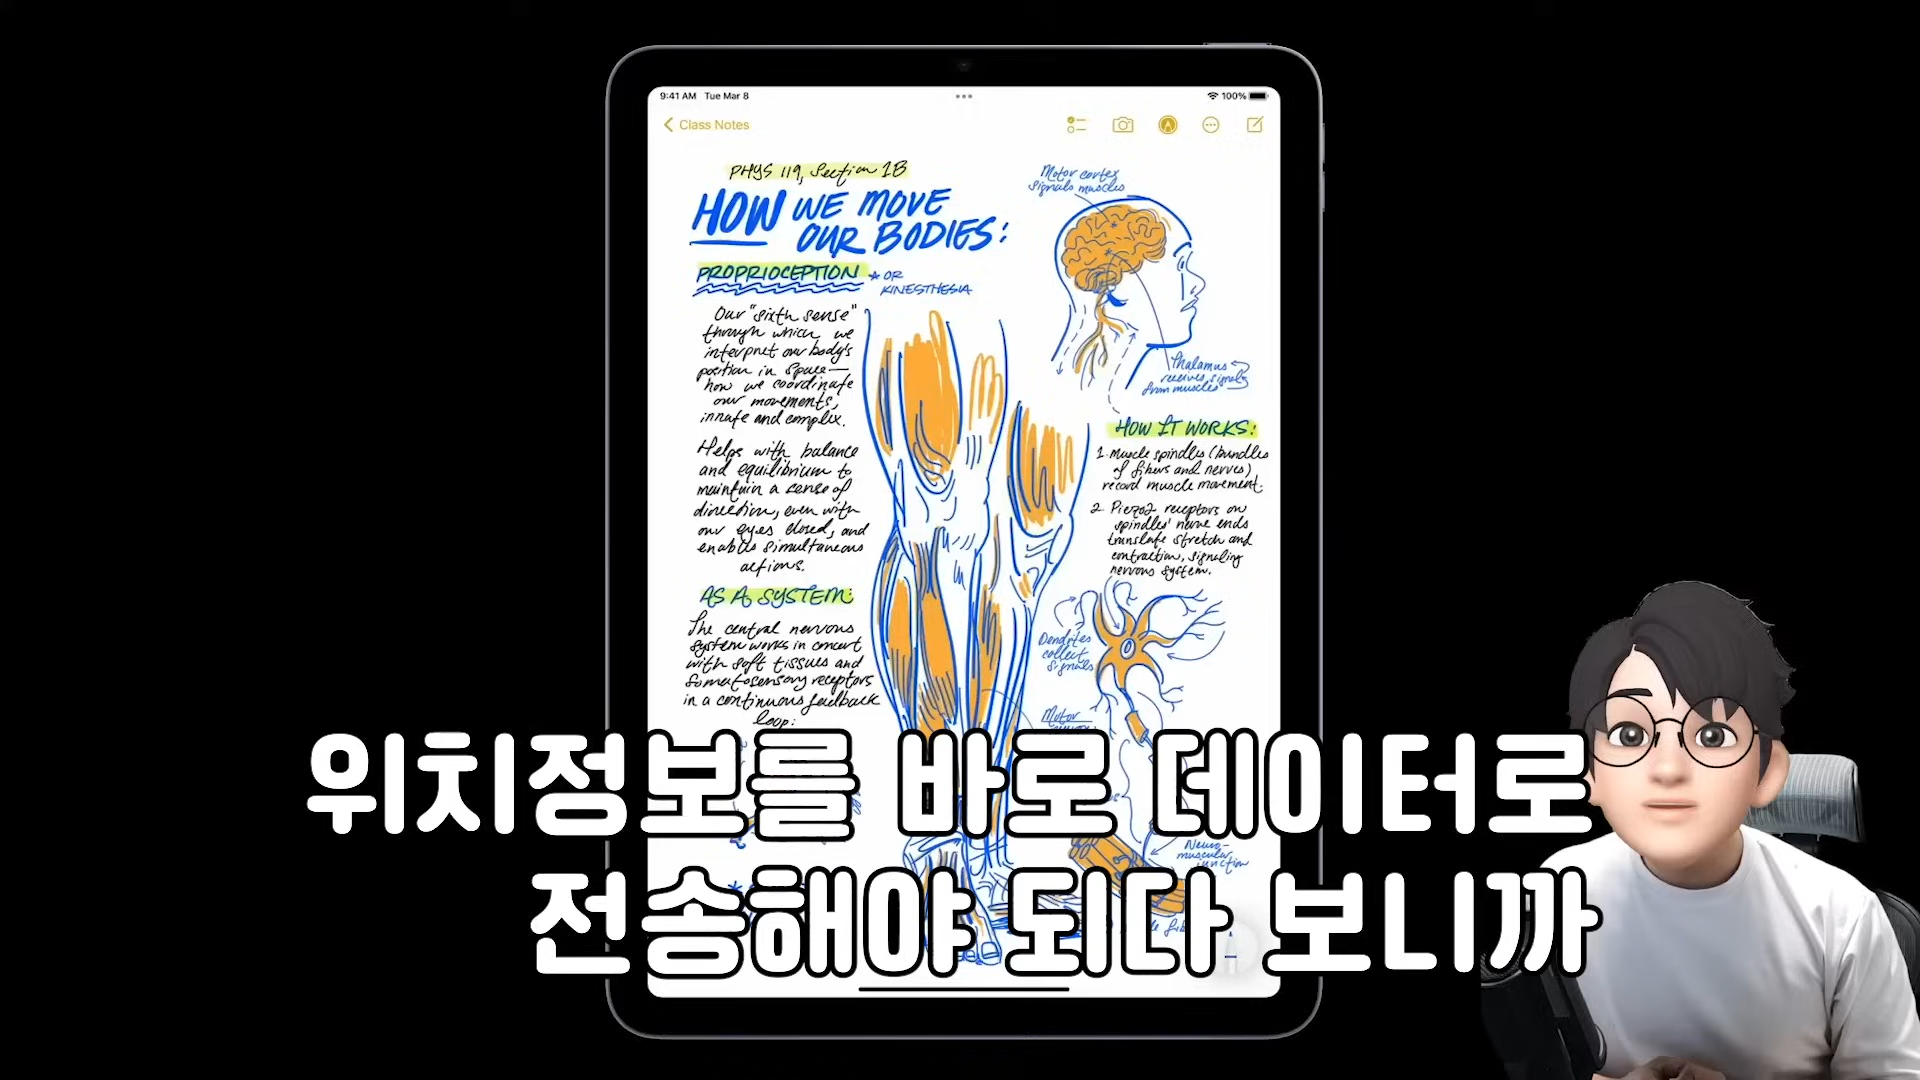 9:41 AM Tue Mar 8
100%
Class Notes
PHYS 119, Section 1B
HOW WE MOVE
OUR BODIES:
PROPRIOCEPTION * OR
KINESTHESIA
Our "sixth sense"
through which we
interpret our body's
position in space—
how we coordinate
our movements,
innate and complex.
Helps with balance
and equilibrium to
maintain a sense of
direction, even with
our eyes closed, and
enables simultaneous
actions.
AS A SYSTEM:
The central nervous
system works in concert
with soft tissues and
somatosensory receptors
in a continuous feedback
loop:
Motor cortex
signals muscles
Thalamus
receives signals
from muscles
HOW IT WORKS:
1. Muscle spindles (bundles
of fibers and nerves)
record muscle movement.
2. Piezo2 receptors on
spindles' nerve ends
translate stretch and
contraction, signaling
nervous system.
Dendrites
collect
signals
Motor
Neuro-
muscular
junction
위치정보를 바로 데이터로
전송해야 되다 보니까